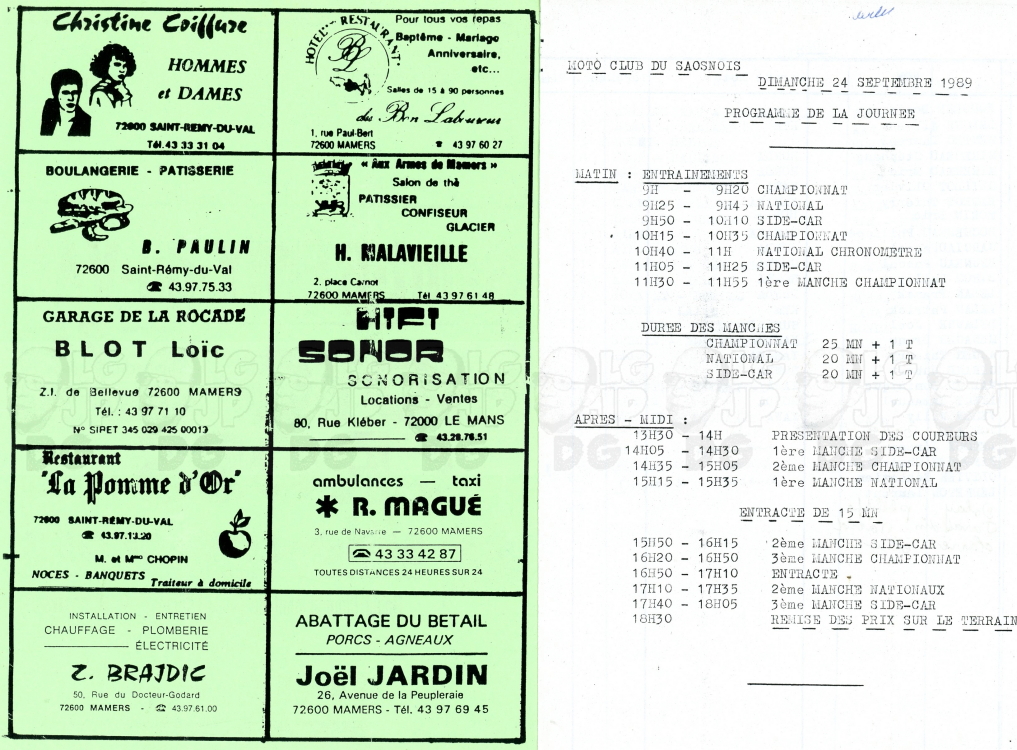 Christine Coiffure
HOMMES
et DAMES
72600 SAINT-REMY-DU-VAL
Tél. 43 33 31 04
HOTEL RESTAURANT
Pour tous vos repas
Baptême - Mariage
Anniversaire,
etc...
Salles de 15 à 90 personnes
du Bon Laboureur
1, rue Paul-Bert
72600 MAMERS ☎ 43 97 60 27
BOULANGERIE - PATISSERIE
B. PAULIN
72600 Saint-Rémy-du-Val
☎ 43.97.75.33
« Aux Armes de Mamers »
Salon de thé
PATISSIER
CONFISEUR
GLACIER
H. MALAVIEILLE
2, place Carnot
72600 MAMERS Tél 43 97 61 48
GARAGE DE LA ROCADE
BLOT Loïc
Z.I. de Bellevue 72600 MAMERS
Tél. : 43 97 71 10
N° SIRET 345 029 425 00013
HIFI
SONOR
SONORISATION
Locations - Ventes
80, Rue Kléber - 72000 LE MANS
☎ 43.28.76.51
Restaurant
"La Pomme d'Or"
72600 SAINT-RÉMY-DU-VAL
☎ 43.97.13.20
M. et Mme CHOPIN
NOCES - BANQUETS Traiteur à domicile
ambulances — taxi
✱ R. MAGUÉ
3, rue de Navarre — 72600 MAMERS
☎ 43 33 42 87
TOUTES DISTANCES 24 HEURES SUR 24
INSTALLATION - ENTRETIEN
CHAUFFAGE - PLOMBERIE
ÉLECTRICITÉ
Z. BRAJDIC
50, Rue du Docteur-Godard
72600 MAMERS - ☎ 43.97.61.00
ABATTAGE DU BETAIL
PORCS - AGNEAUX
Joël JARDIN
26, Avenue de la Peupleraie
72600 MAMERS - Tél. 43 97 69 45
MOTO CLUB DU SAOSNOIS
DIMANCHE 24 SEPTEMBRE 1989
PROGRAMME DE LA JOURNEE
MATIN : ENTRAINEMENTS
9H - 9H20 CHAMPIONNAT
9H25 - 9H45 NATIONAL
9H50 - 10H10 SIDE-CAR
10H15 - 10H35 CHAMPIONNAT
10H40 - 11H NATIONAL CHRONOMETRE
11H05 - 11H25 SIDE-CAR
11H30 - 11H55 1ère MANCHE CHAMPIONNAT
DUREE DES MANCHES
CHAMPIONNAT 25 MN + 1 T
NATIONAL 20 MN + 1 T
SIDE-CAR 20 MN + 1 T
APRES - MIDI :
13H30 - 14H PRESENTATION DES COUREURS
14H05 - 14H30 1ère MANCHE SIDE-CAR
14H35 - 15H05 2ème MANCHE CHAMPIONNAT
15H15 - 15H35 1ère MANCHE NATIONAL
ENTRACTE DE 15 MN
15H50 - 16H15 2ème MANCHE SIDE-CAR
16H20 - 16H50 3ème MANCHE CHAMPIONNAT
16H50 - 17H10 ENTRACTE
17H10 - 17H35 2ème MANCHE NATIONAUX
17H40 - 18H05 3ème MANCHE SIDE-CAR
18H30 REMISE DES PRIX SUR LE TERRAIN